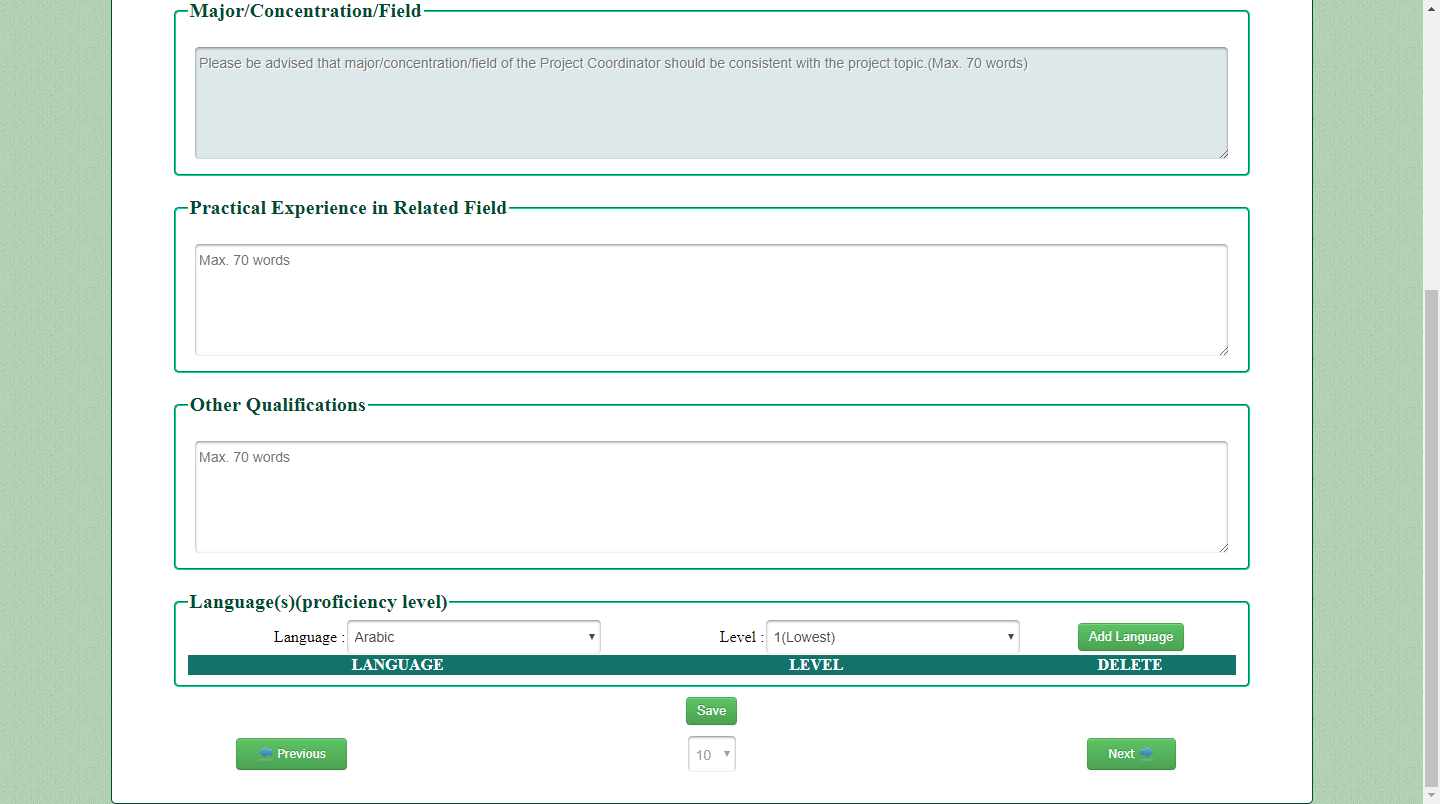 Major/Concentration/Field
Please be advised that major/concentration/field of the Project Coordinator should be consistent with the project topic.(Max. 70 words)
Practical Experience in Related Field
Max. 70 words
Other Qualifications
Max. 70 words
Language(s)(proficiency level)
Language : Arabic Level : 1(Lowest) Add Language
LANGUAGE LEVEL DELETE
Save
Previous 10 Next